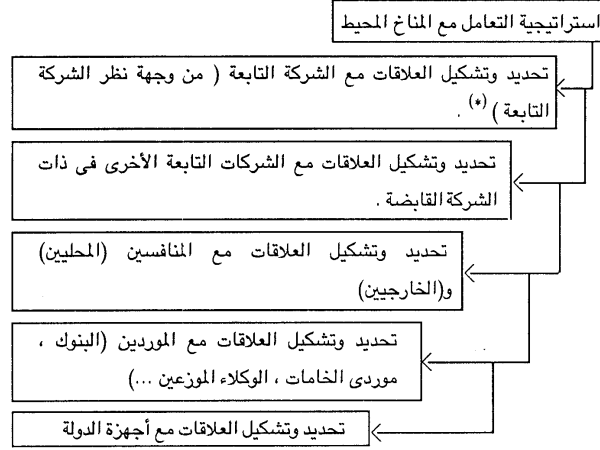 استراتيجية التعامل مع المناخ المحيط
تحديد وتشكيل العلاقات مع الشركة التابعة ( من وجهة نظر الشركة
التابعة ) (*) .
تحديد وتشكيل العلاقات مع الشركات التابعة الأخرى فى ذات
الشركة القابضة .
تحديد وتشكيل العلاقات مع المنافسين (المحليين)
و(الخارجيين)
تحديد وتشكيل العلاقات مع الموردين (البنوك ،
موردى الخامات ، الوكلاء الموزعين ...)
تحديد وتشكيل العلاقات مع أجهزة الدولة